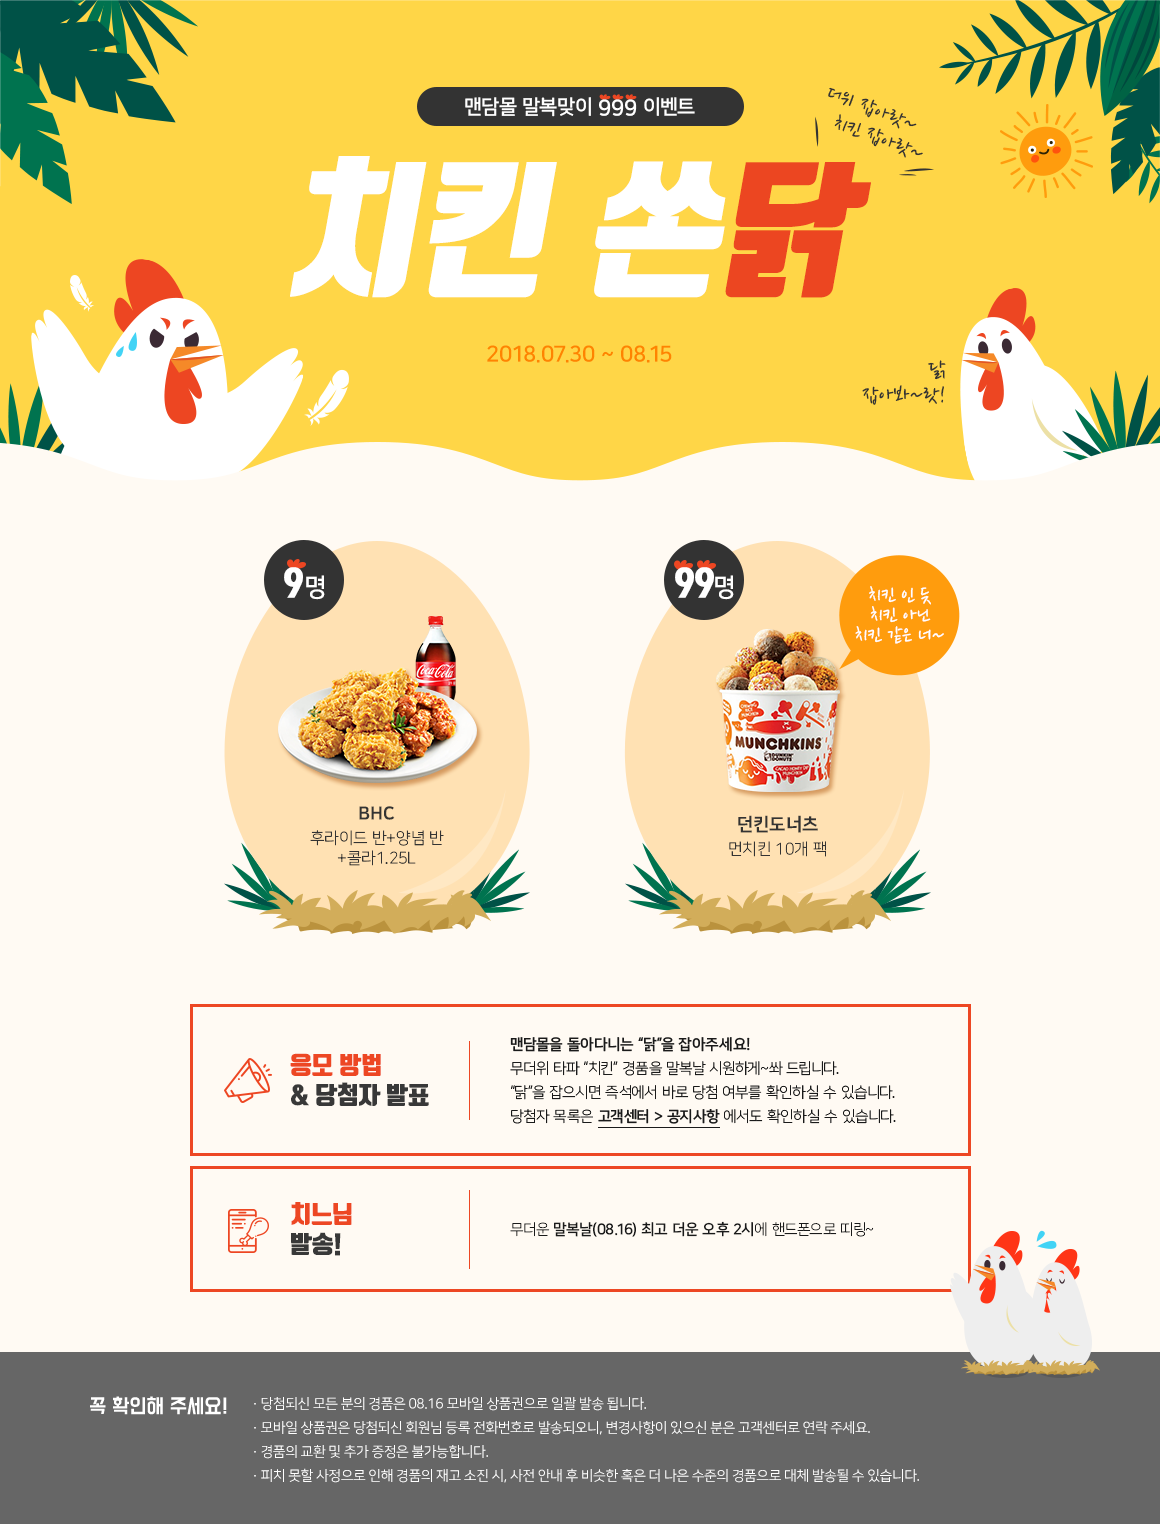 맨담몰 말복맞이 999 이벤트
더위 잡아랏~
치킨 잡아랏~
치킨 쏜닭
2018.07.30 ~ 08.15
닭
잡아봐~랏!
9명
99명
치킨 인 듯
치킨 아닌
치킨 같은 너~
Coca-Cola
MUNCHKINS
DUNKIN' DONUTS
BHC
후라이드 반+양념 반
+콜라1.25L
던킨도너츠
먼치킨 10개 팩
응모 방법
& 당첨자 발표
맨담몰을 돌아다니는 “닭”을 잡아주세요!
무더위 타파 “치킨” 경품을 말복날 시원하게~쏴 드립니다.
“닭”을 잡으시면 즉석에서 바로 당첨 여부를 확인하실 수 있습니다.
당첨자 목록은 고객센터 > 공지사항 에서도 확인하실 수 있습니다.
치느님
발송!
무더운 말복날(08.16) 최고 더운 오후 2시에 핸드폰으로 띠링~
꼭 확인해 주세요!
· 당첨되신 모든 분의 경품은 08.16 모바일 상품권으로 일괄 발송 됩니다.
· 모바일 상품권은 당첨되신 회원님 등록 전화번호로 발송되오니, 변경사항이 있으신 분은 고객센터로 연락 주세요.
· 경품의 교환 및 추가 증정은 불가능합니다.
· 피치 못할 사정으로 인해 경품의 재고 소진 시, 사전 안내 후 비슷한 혹은 더 나은 수준의 경품으로 대체 발송될 수 있습니다.